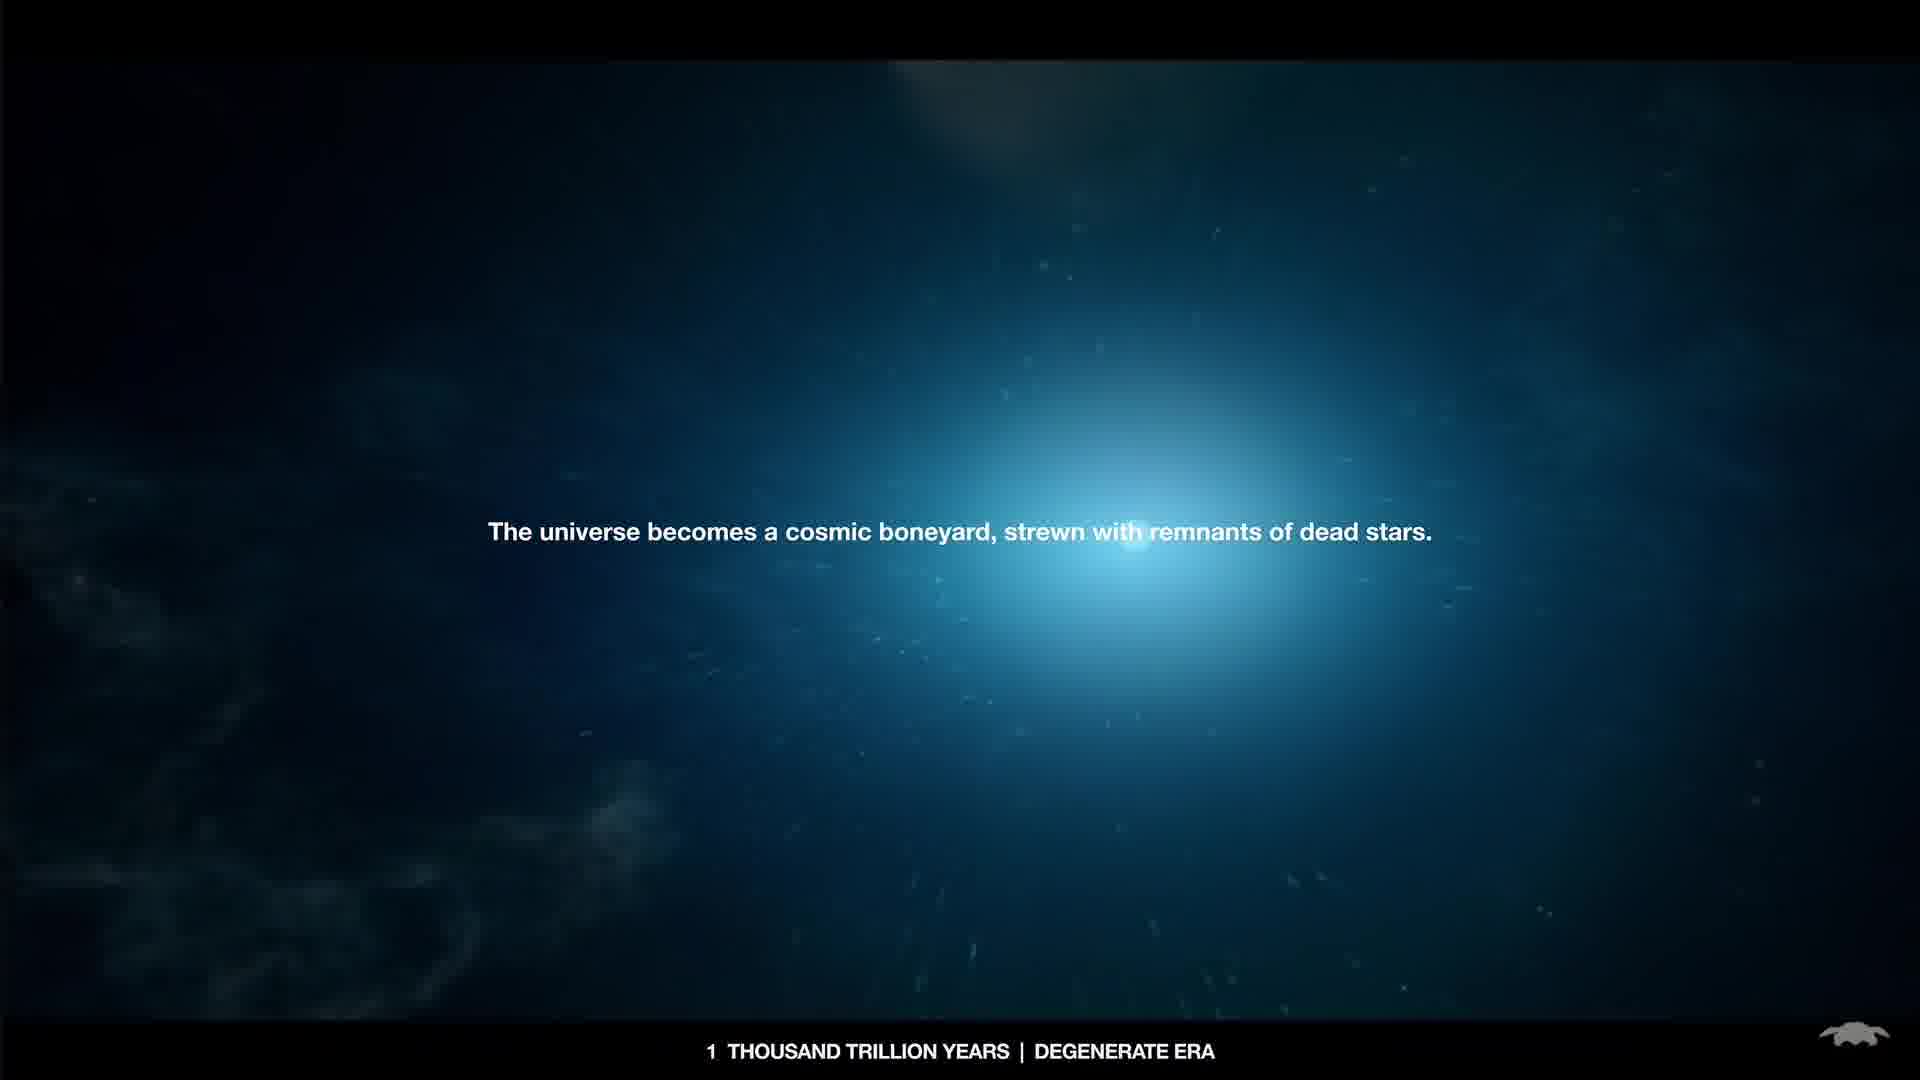 The universe becomes a cosmic boneyard, strewn with remnants of dead stars.
1 THOUSAND TRILLION YEARS | DEGENERATE ERA